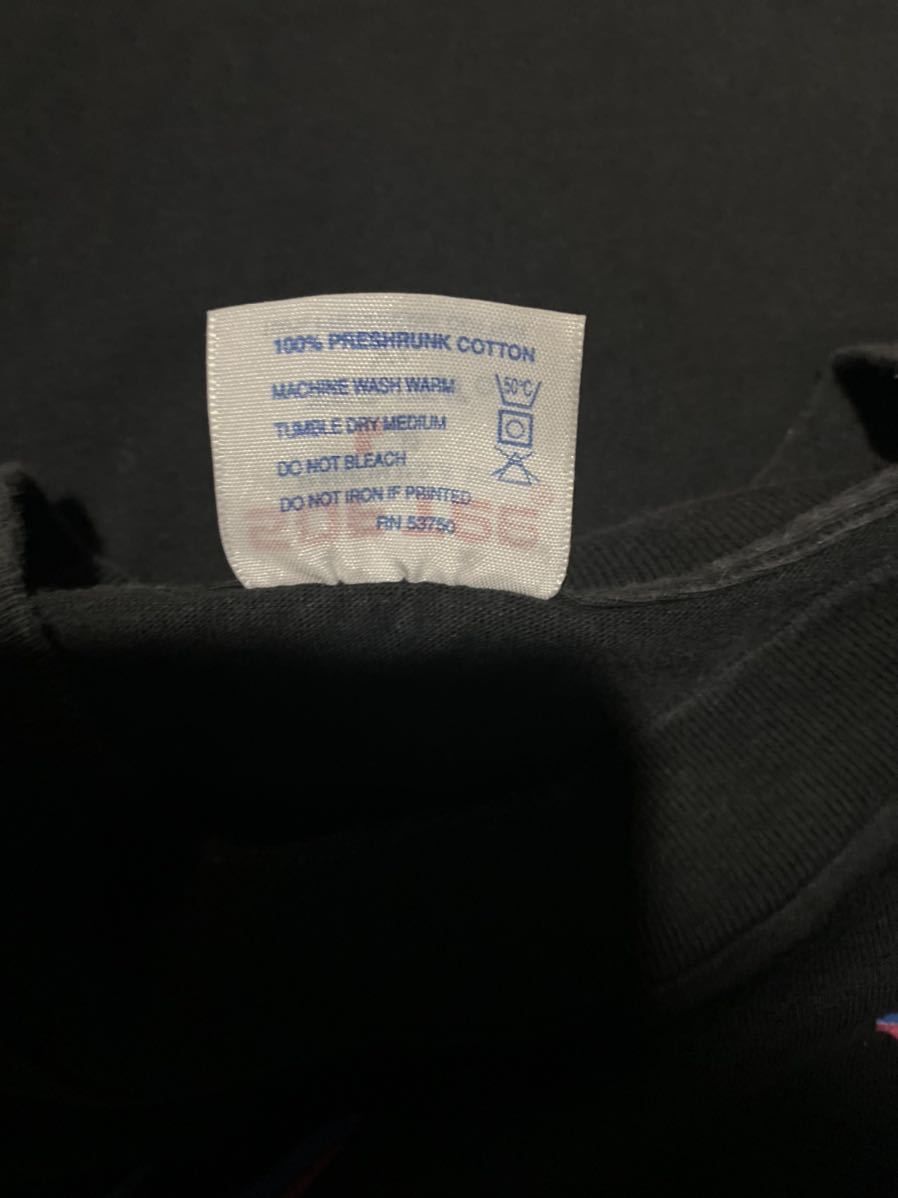 100% PRESHRUNK COTTON
MACHINE WASH WARM
50°C
TUMBLE DRY MEDIUM
DO NOT BLEACH
DO NOT IRON IF PRINTED
RN 53750